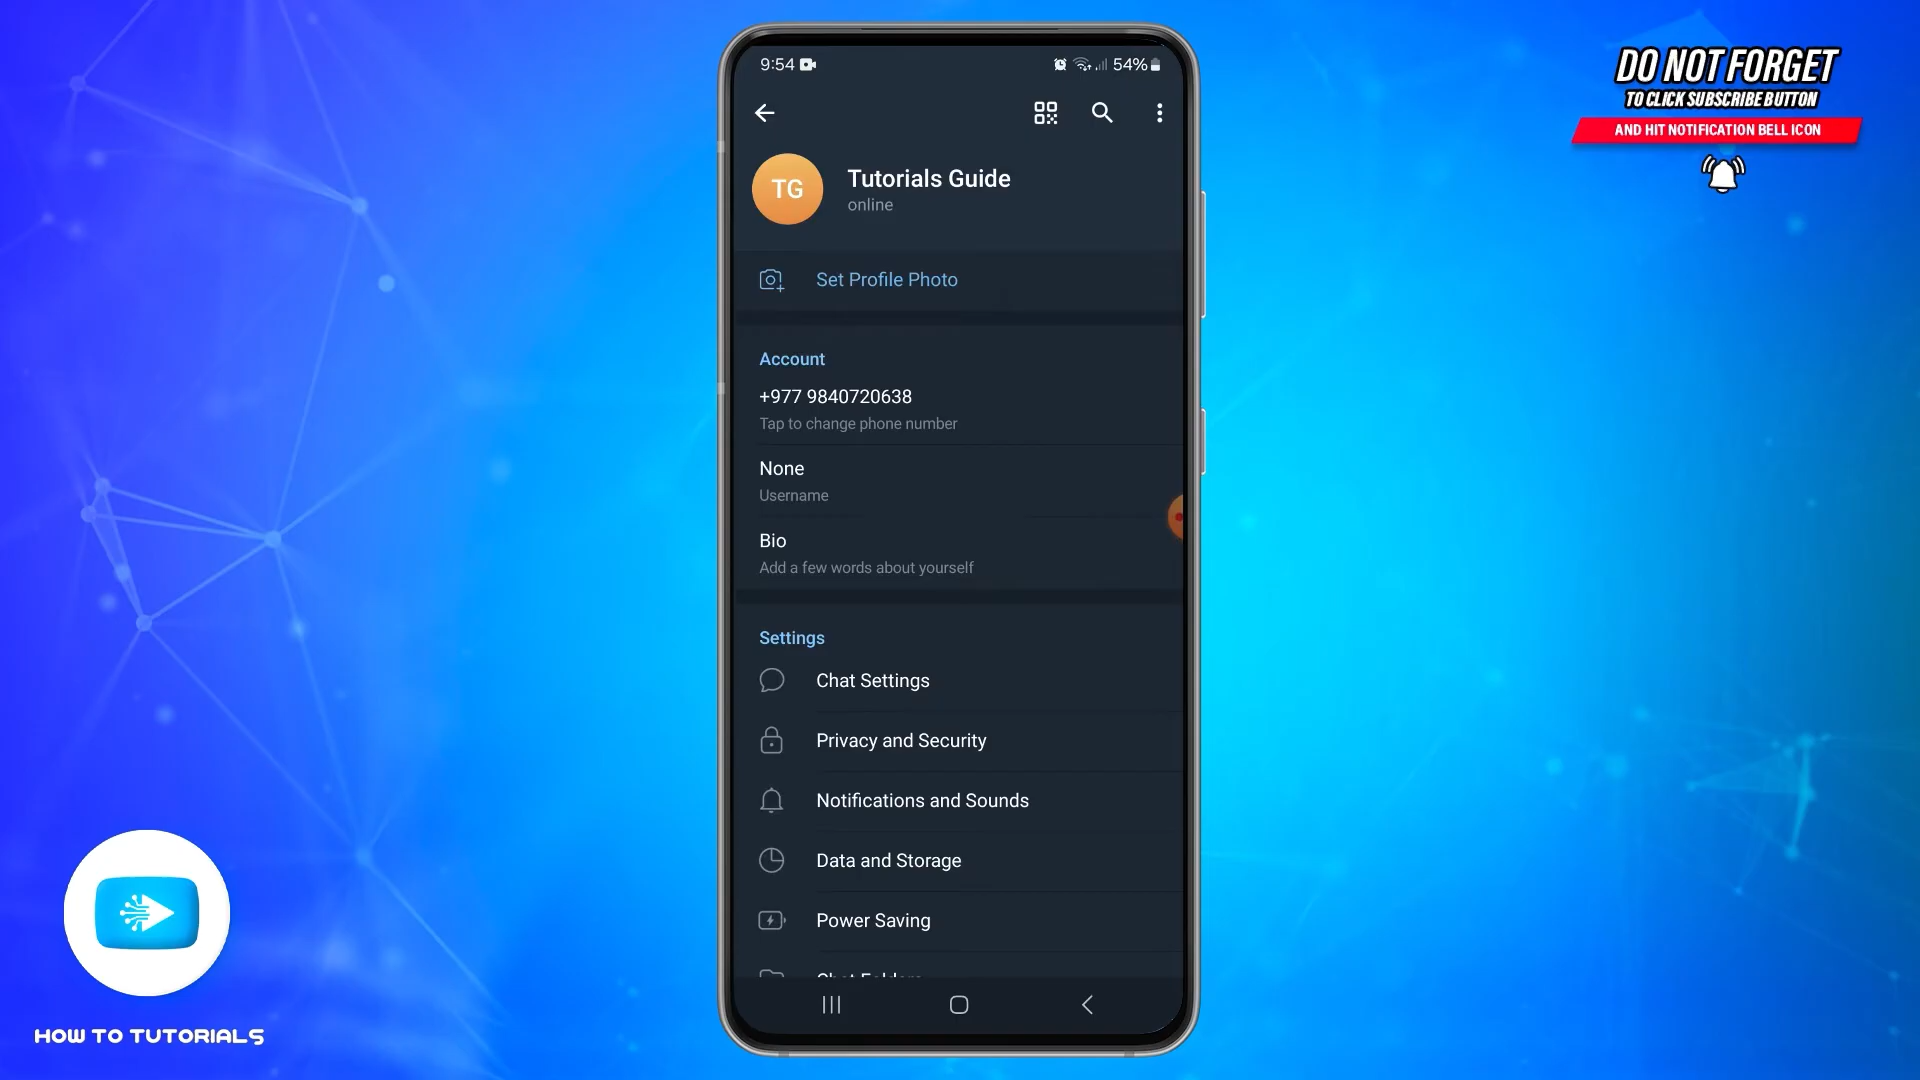 DO NOT FORGET
TO CLICK SUBSCRIBE BUTTON
AND HIT NOTIFICATION BELL ICON
9:54
54%
TG
Tutorials Guide
online
Set Profile Photo
Account
+977 9840720638
Tap to change phone number
None
Username
Bio
Add a few words about yourself
Settings
Chat Settings
Privacy and Security
Notifications and Sounds
Data and Storage
Power Saving
Chat Folders
HOW TO TUTORIALS